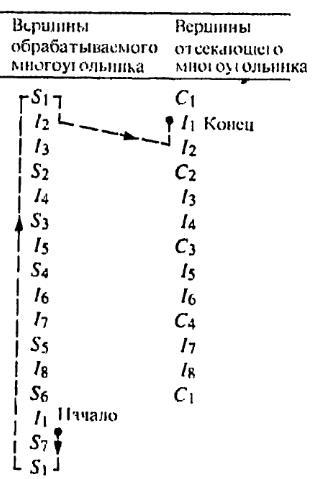 Вершины Вершины
обрабатываемого отсекающего
многоугольника многоугольника
S1 C1
I2 I1 Конец
I3 I2
S2 C2
I4 I3
S3 I4
I5 C3
S4 I5
I6 I6
I7 C4
S5 I7
I8 I8
S6 C1
I1 Начало
S7
S1